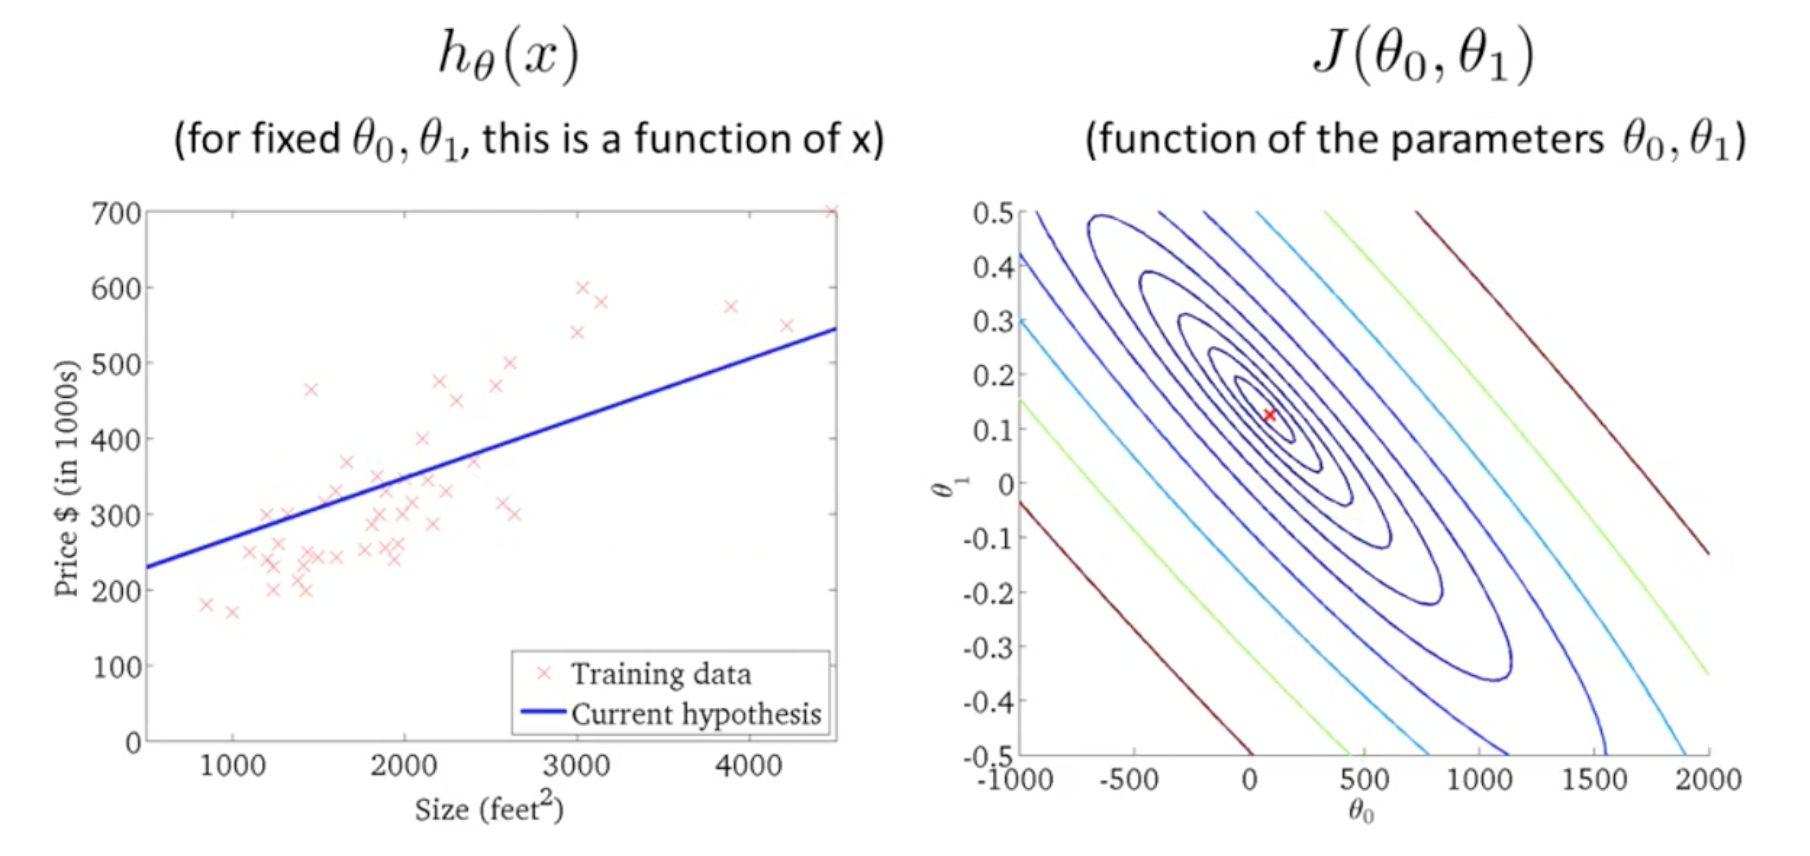 h_θ(x)
(for fixed θ₀, θ₁, this is a function of x)
700
600
500
400
300
200
100
0
1000 2000 3000 4000
Price $ (in 1000s)
Size (feet²)
Training data
Current hypothesis
J(θ₀, θ₁)
(function of the parameters θ₀, θ₁)
0.5
0.4
0.3
0.2
0.1
0
-0.1
-0.2
-0.3
-0.4
-0.5
-1000 -500 0 500 1000 1500 2000
θ₁
θ₀